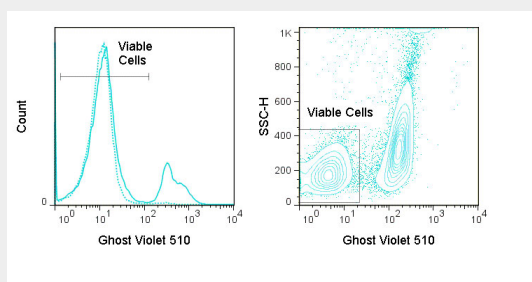 Viable
Cells
Count
0
10⁰ 10¹ 10² 10³ 10⁴
Ghost Violet 510
1K
800
600
400
200
0
SSC-H
Viable Cells
10⁰ 10¹ 10² 10³ 10⁴
Ghost Violet 510